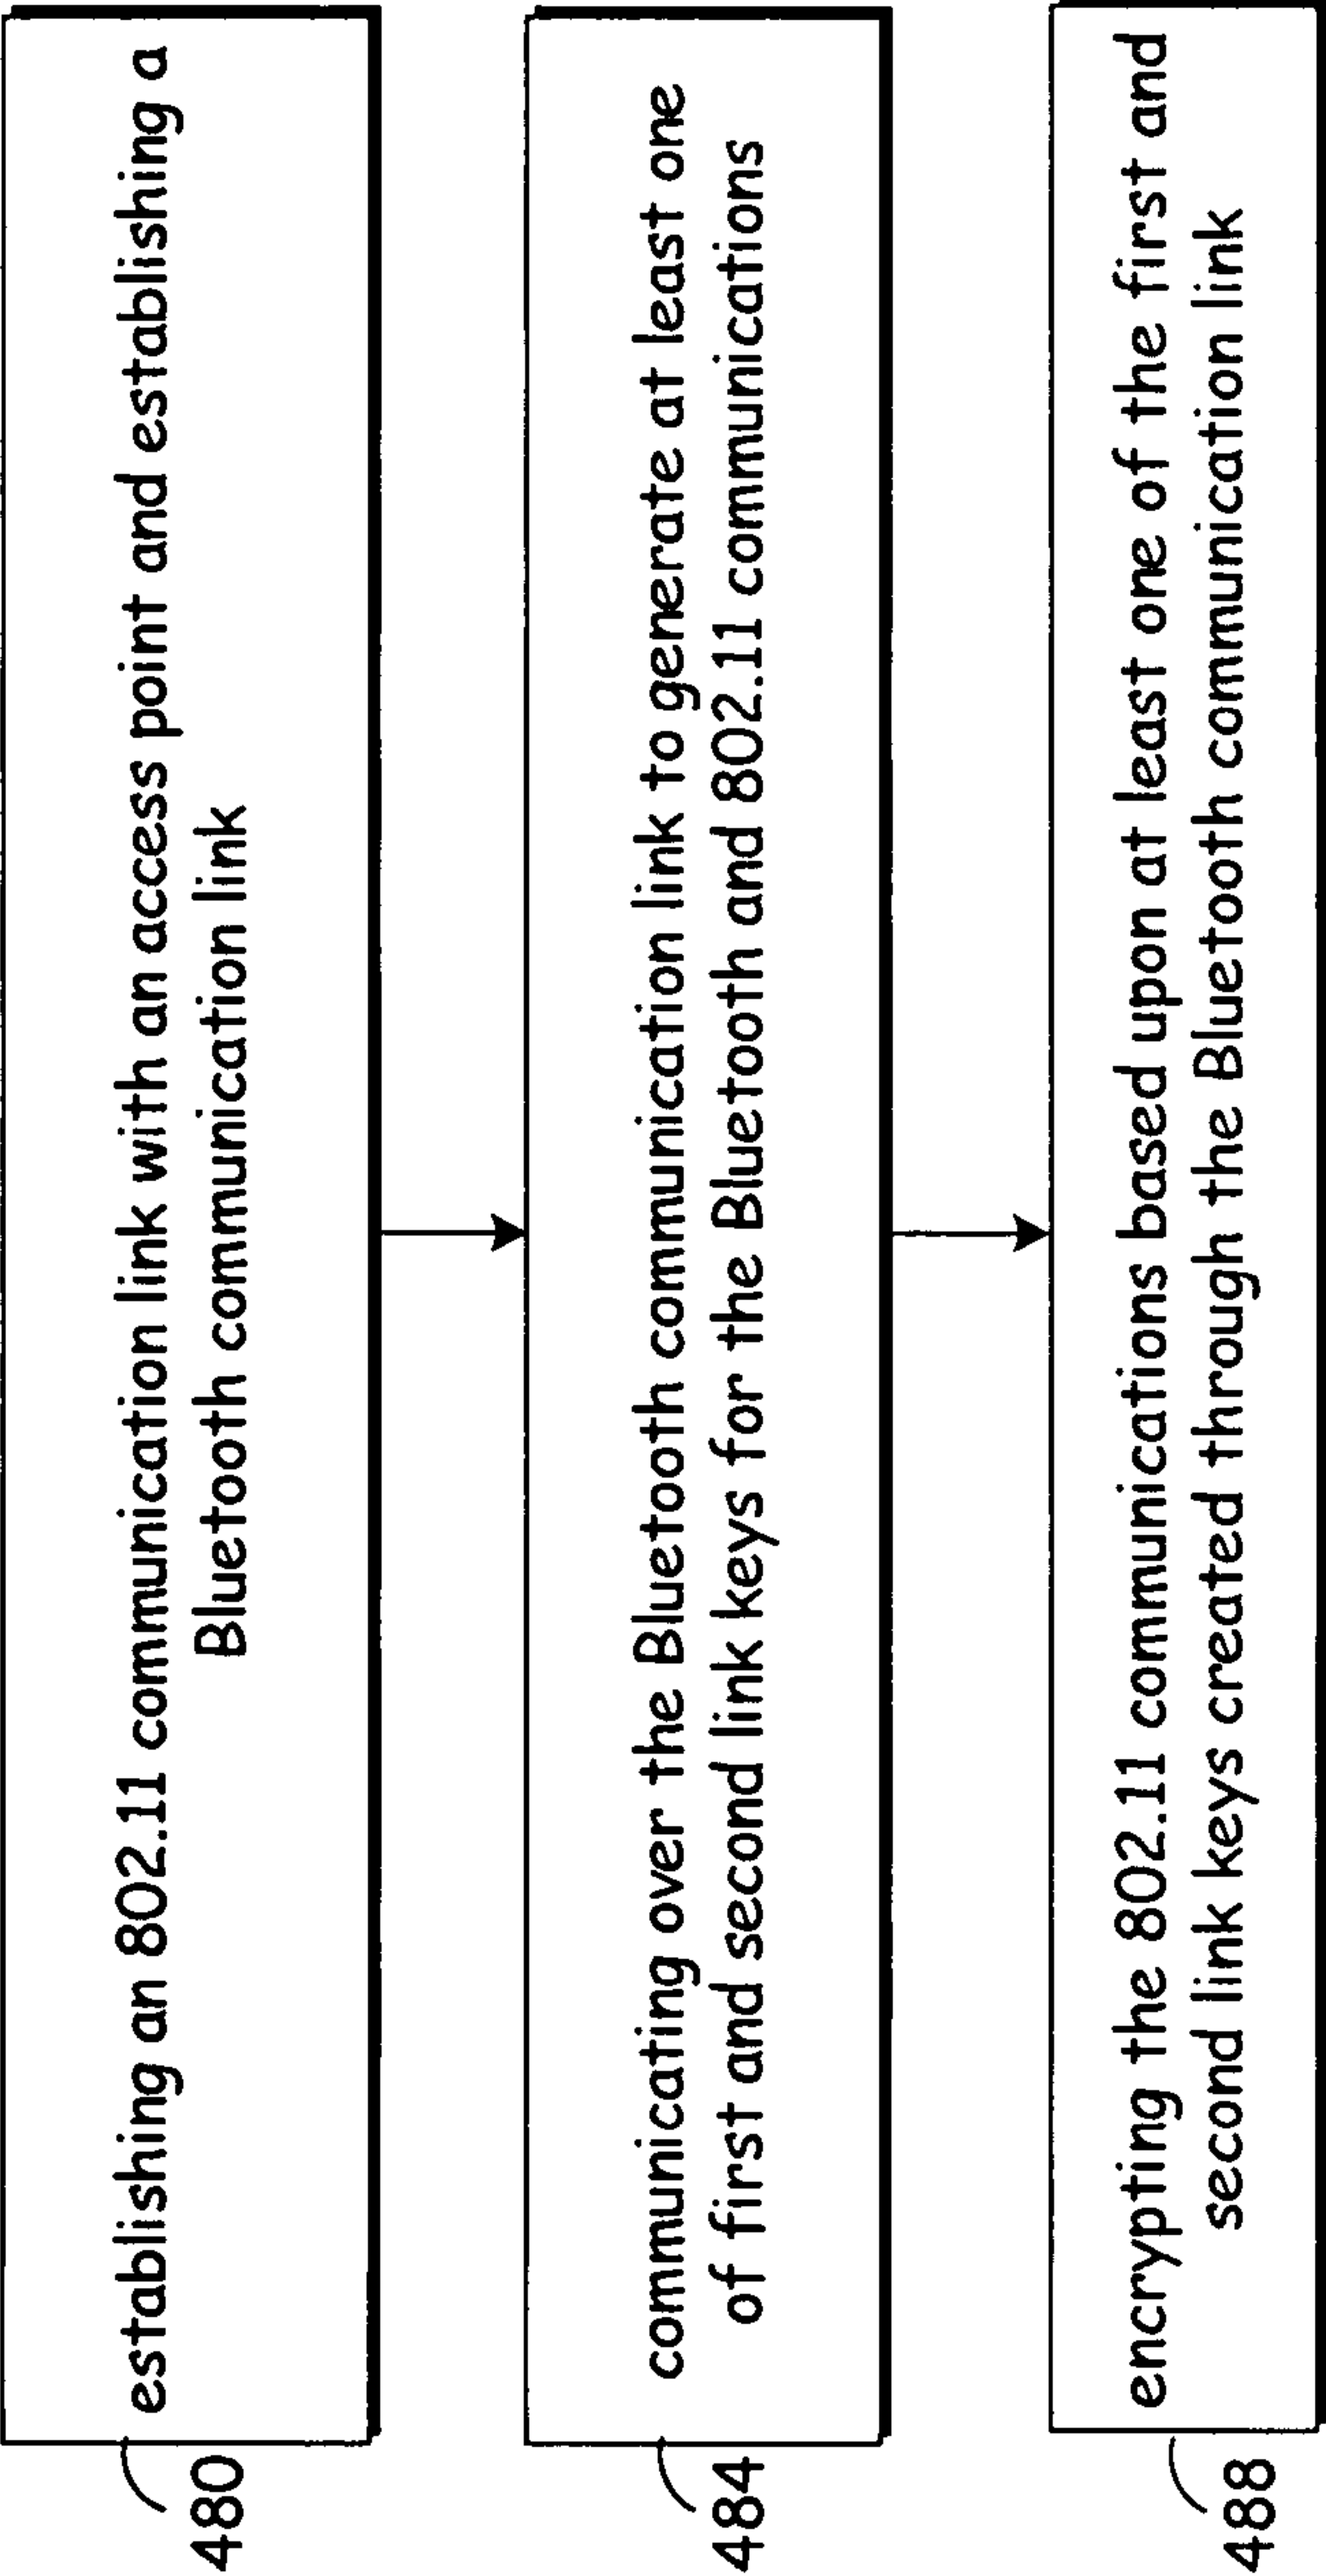 establishing an 802.11 communication link with an access point and establishing a
Bluetooth communication link
480
communicating over the Bluetooth communication link to generate at least one
of first and second link keys for the Bluetooth and 802.11 communications
484
encrypting the 802.11 communications based upon at least one of the first and
second link keys created through the Bluetooth communication link
488